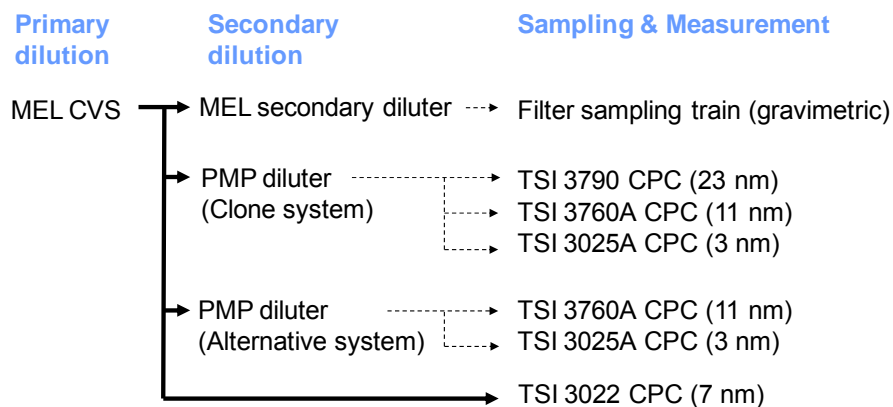 Primary dilution
Secondary dilution
Sampling & Measurement
MEL CVS
MEL secondary diluter
Filter sampling train (gravimetric)
PMP diluter
(Clone system)
TSI 3790 CPC (23 nm)
TSI 3760A CPC (11 nm)
TSI 3025A CPC (3 nm)
PMP diluter
(Alternative system)
TSI 3760A CPC (11 nm)
TSI 3025A CPC (3 nm)
TSI 3022 CPC (7 nm)